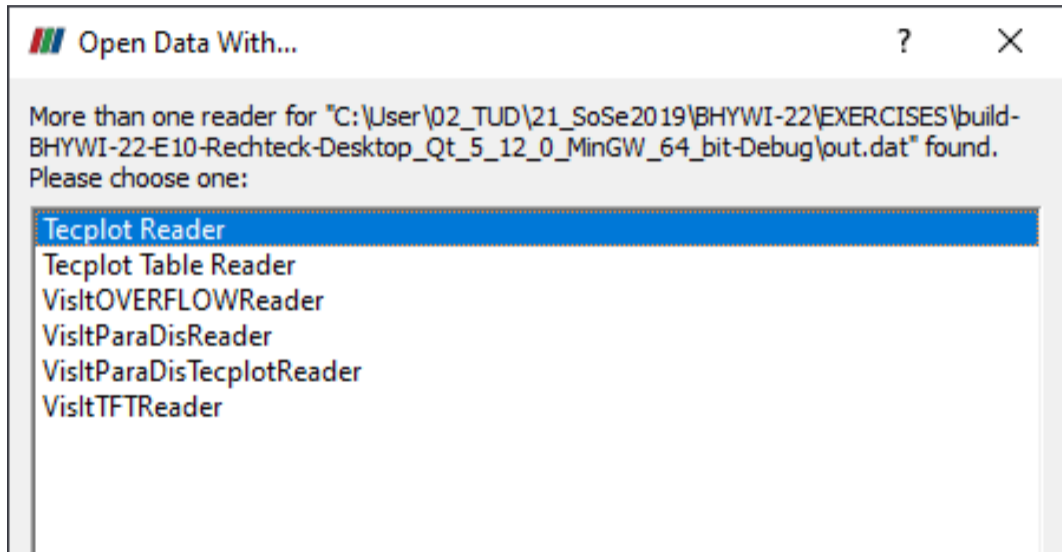 Open Data With...
?
More than one reader for "C:\User\02_TUD\21_SoSe2019\BHYWI-22\EXERCISES\build-
BHYWI-22-E10-Rechteck-Desktop_Qt_5_12_0_MinGW_64_bit-Debug\out.dat" found.
Please choose one:
Tecplot Reader
Tecplot Table Reader
VisItOVERFLOWReader
VisItParaDisReader
VisItParaDisTecplotReader
VisItTFTReader